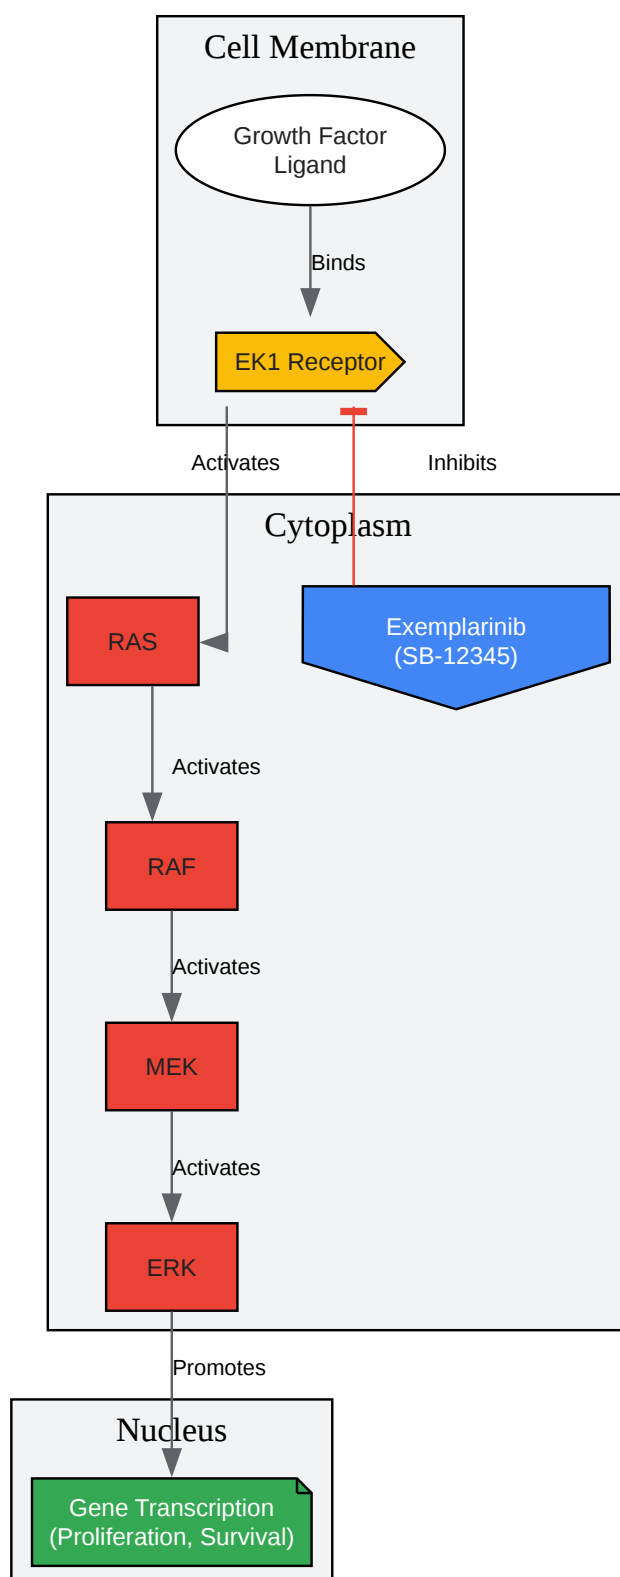 Cell Membrane
Growth Factor
Ligand
Binds
EK1 Receptor
Activates
Inhibits
Cytoplasm
RAS
Exemplarinib
(SB-12345)
Activates
RAF
Activates
MEK
Activates
ERK
Promotes
Nucleus
Gene Transcription
(Proliferation, Survival)